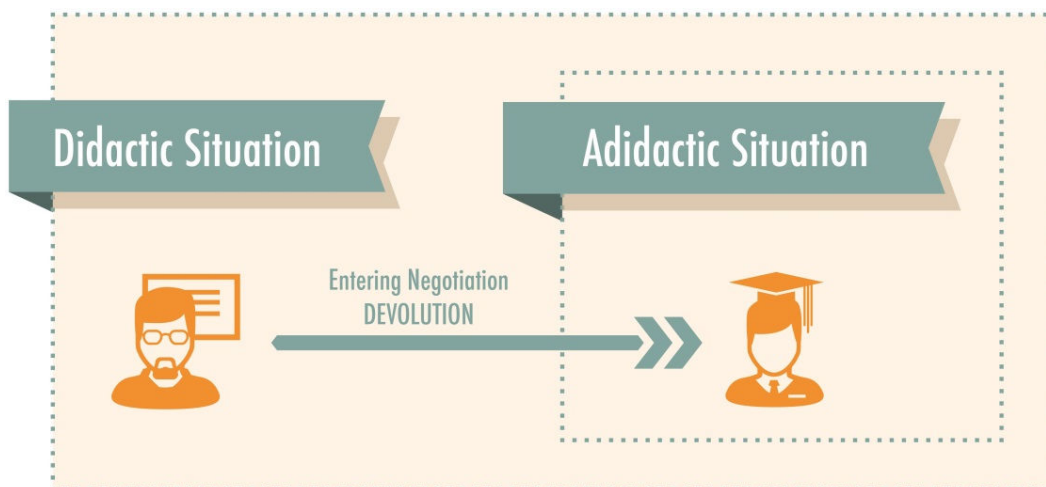 Didactic Situation
Adidactic Situation
Entering Negotiation
DEVOLUTION